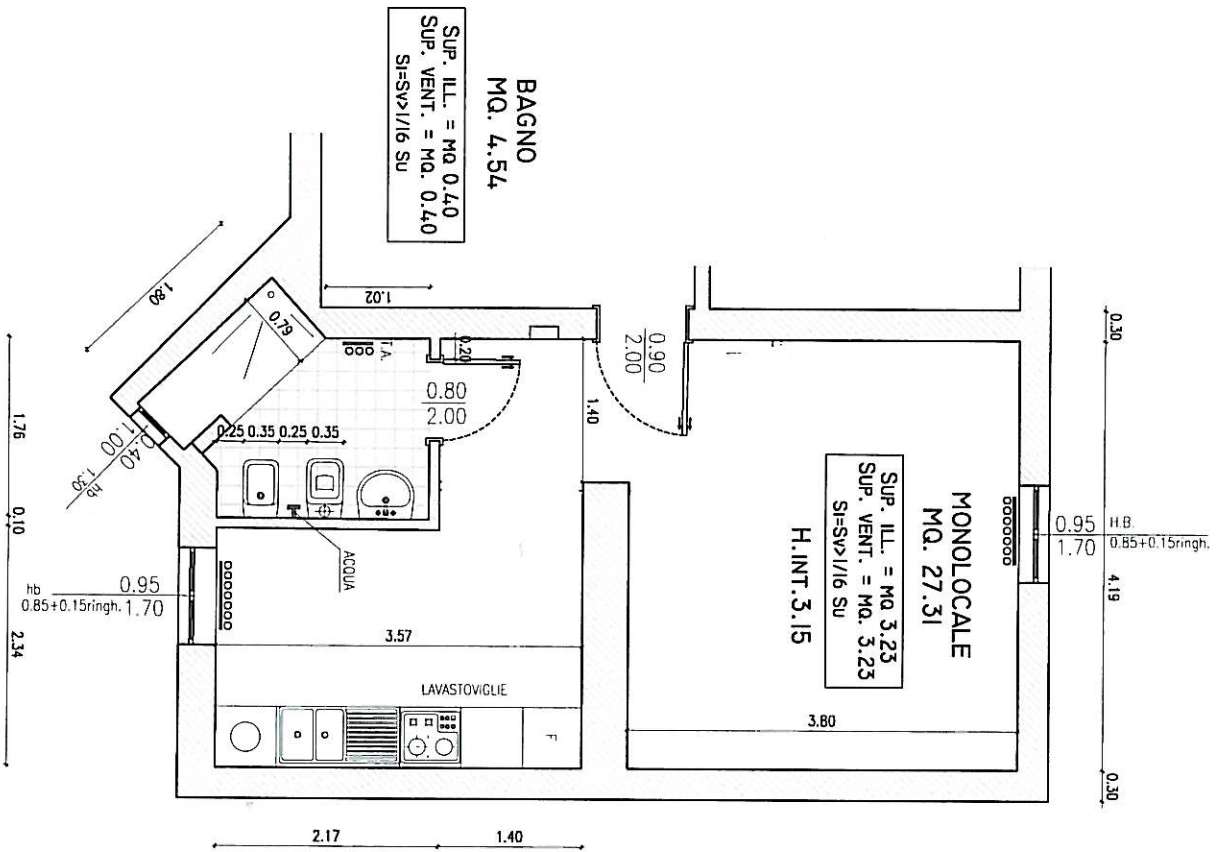 BAGNO
MQ. 4.54
SUP. ILL. = MQ 0.40
SUP. VENT. = MQ. 0.40
SI=SV>1/16 SU
MONOLOCALE
MQ. 27.31
SUP. ILL. = MQ 3.23
SUP. VENT. = MQ. 3.23
SI=SV>1/16 SU
H.INT.3.15
1.80
1.02
0.79
T.A.
0.20
0.80
2.00
0.90
2.00
1.40
0.25 0.35 0.25 0.35
0.40
1.00
hb
1.30
ACQUA
0.95
1.70
hb
0.85+0.15ringh.
0.95
1.70
H.B.
0.85+0.15ringh.
3.57
LAVASTOVIGLIE
F
3.80
0.30
4.19
0.30
1.76
0.10
2.34
2.17
1.40